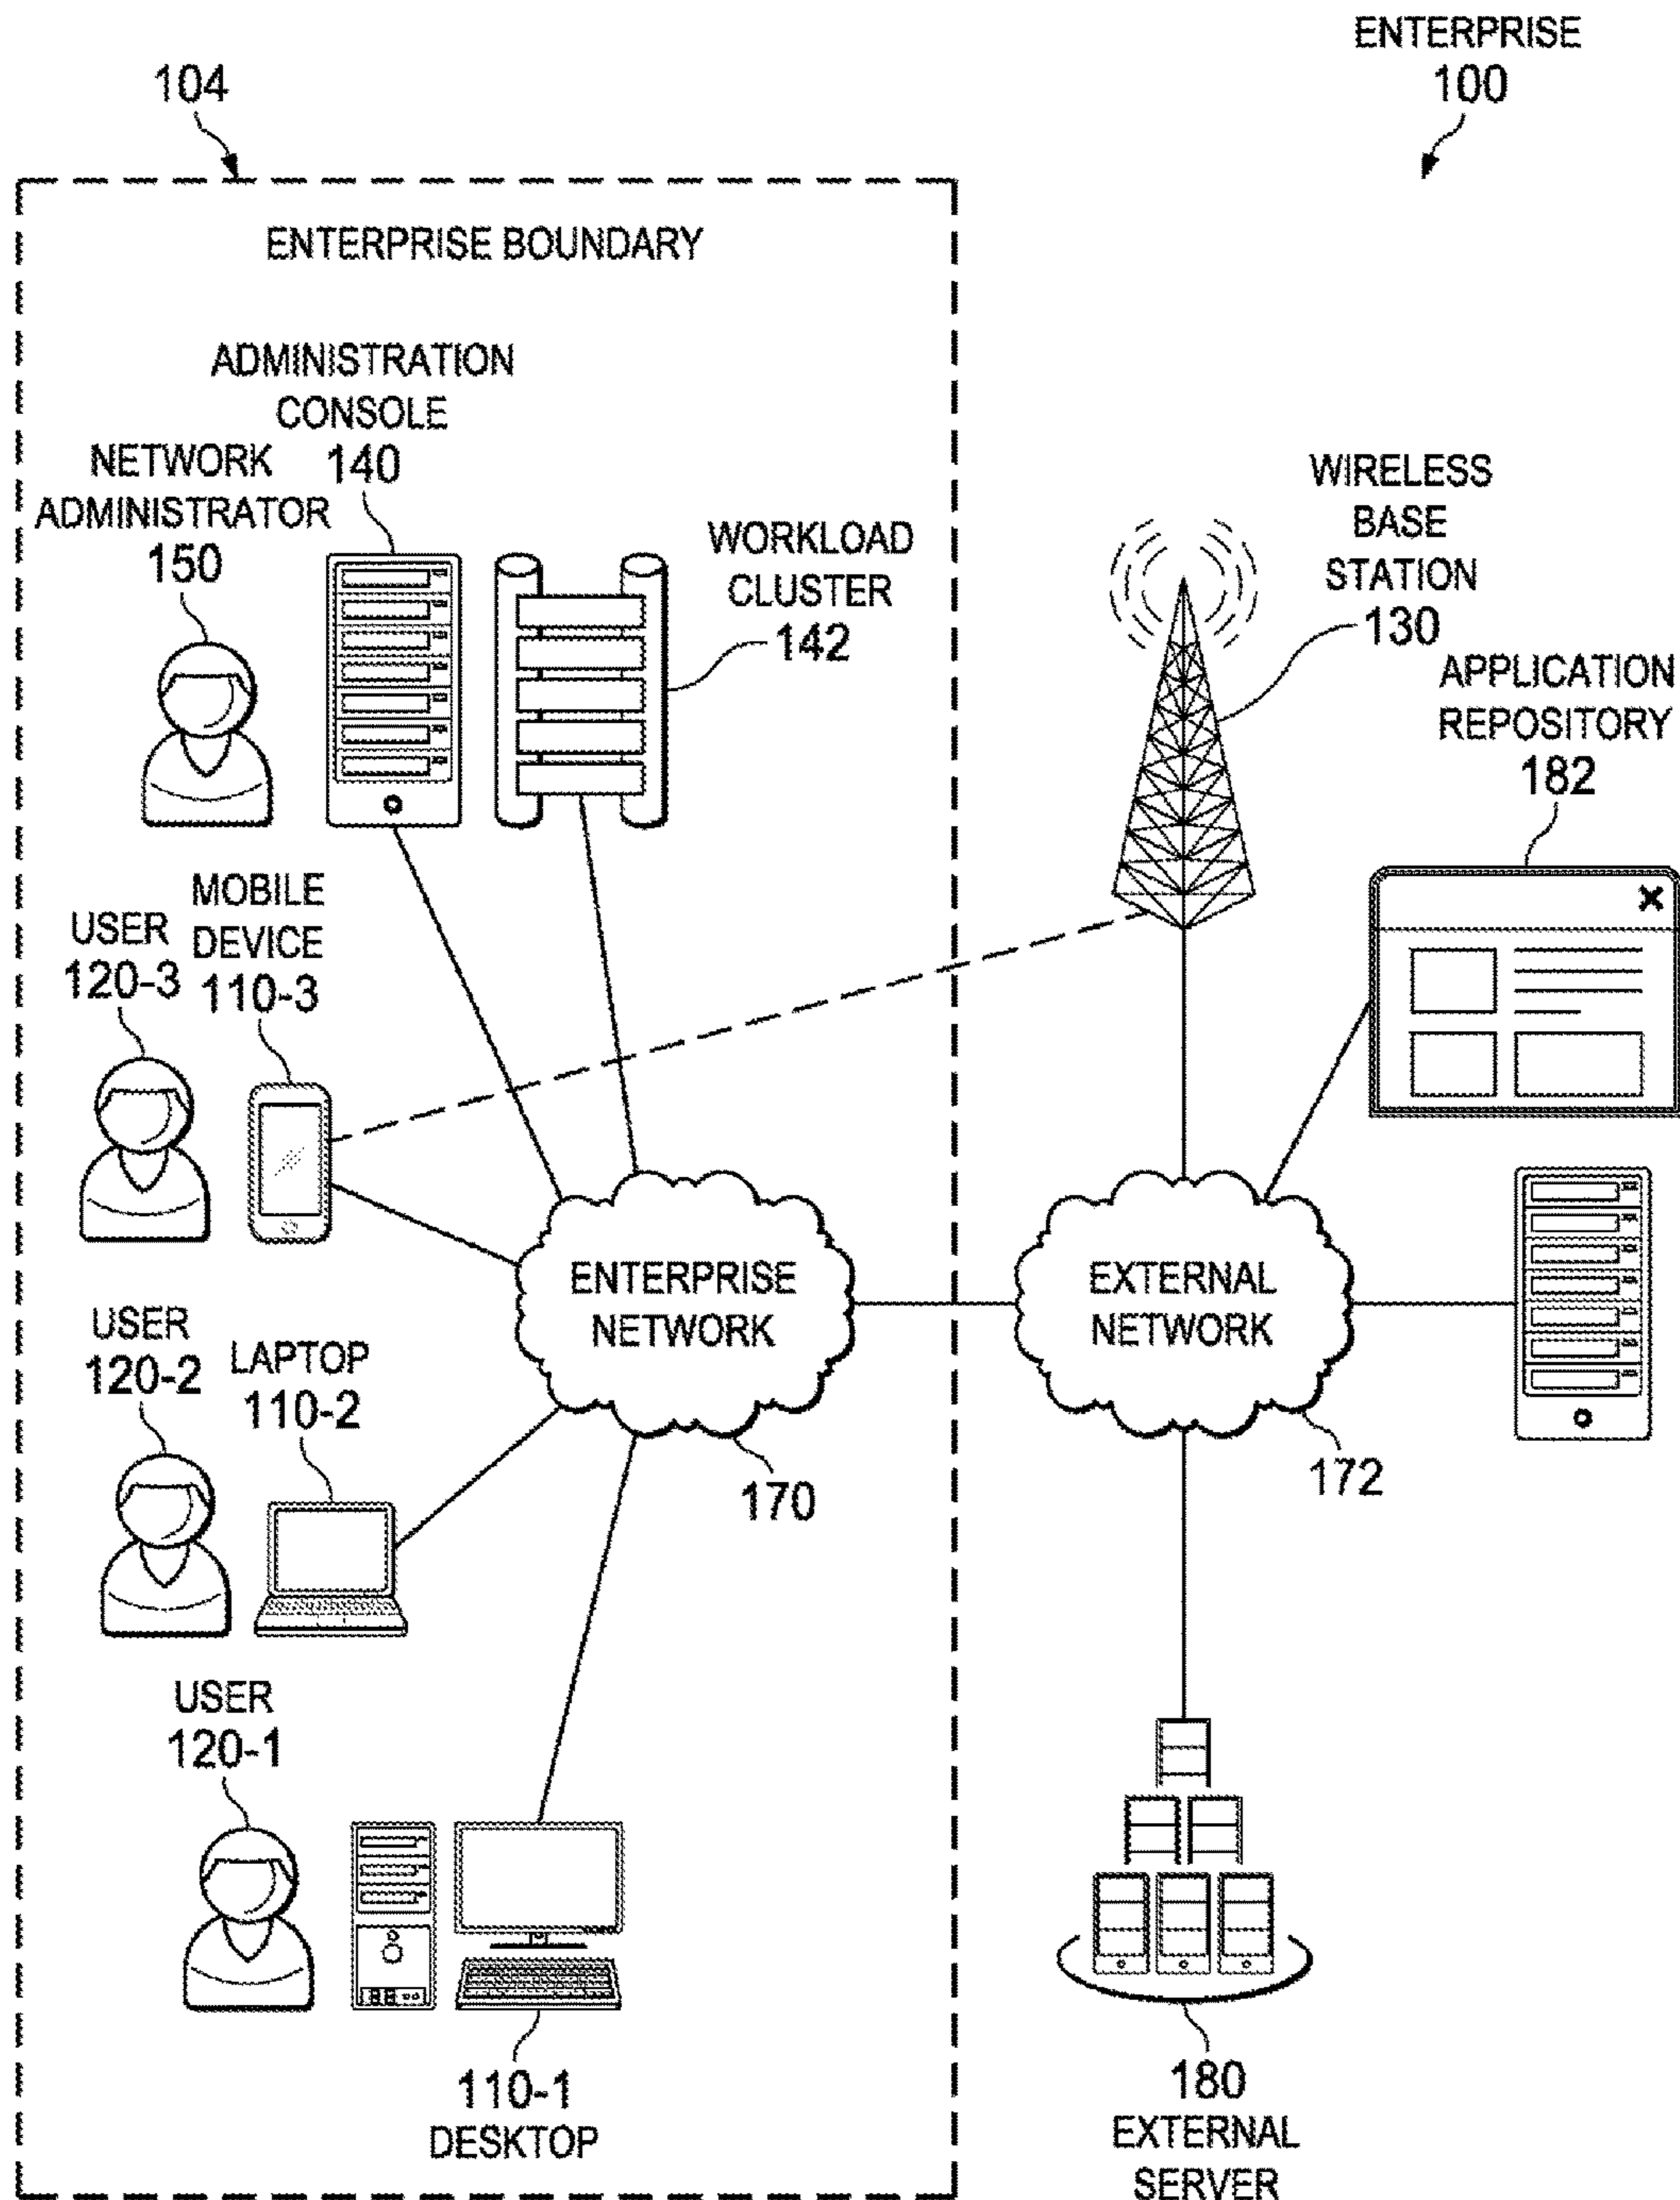 ENTERPRISE
100
104
ENTERPRISE BOUNDARY
ADMINISTRATION
CONSOLE
140
NETWORK
ADMINISTRATOR
150
WORKLOAD
CLUSTER
142
WIRELESS
BASE
STATION
130
APPLICATION
REPOSITORY
182
MOBILE
DEVICE
110-3
USER
120-3
ENTERPRISE
NETWORK
170
EXTERNAL
NETWORK
172
USER
120-2
LAPTOP
110-2
USER
120-1
110-1
DESKTOP
180
EXTERNAL
SERVER